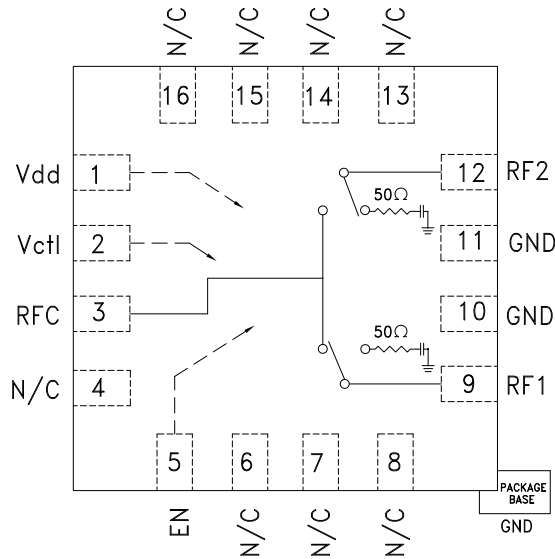 N/C N/C N/C N/C
16 15 14 13
Vdd 1
12 RF2
50Ω
Vctl 2
11 GND
RFC 3
10 GND
50Ω
N/C 4
9 RF1
5 6 7 8
EN N/C N/C N/C
PACKAGE
BASE
GND